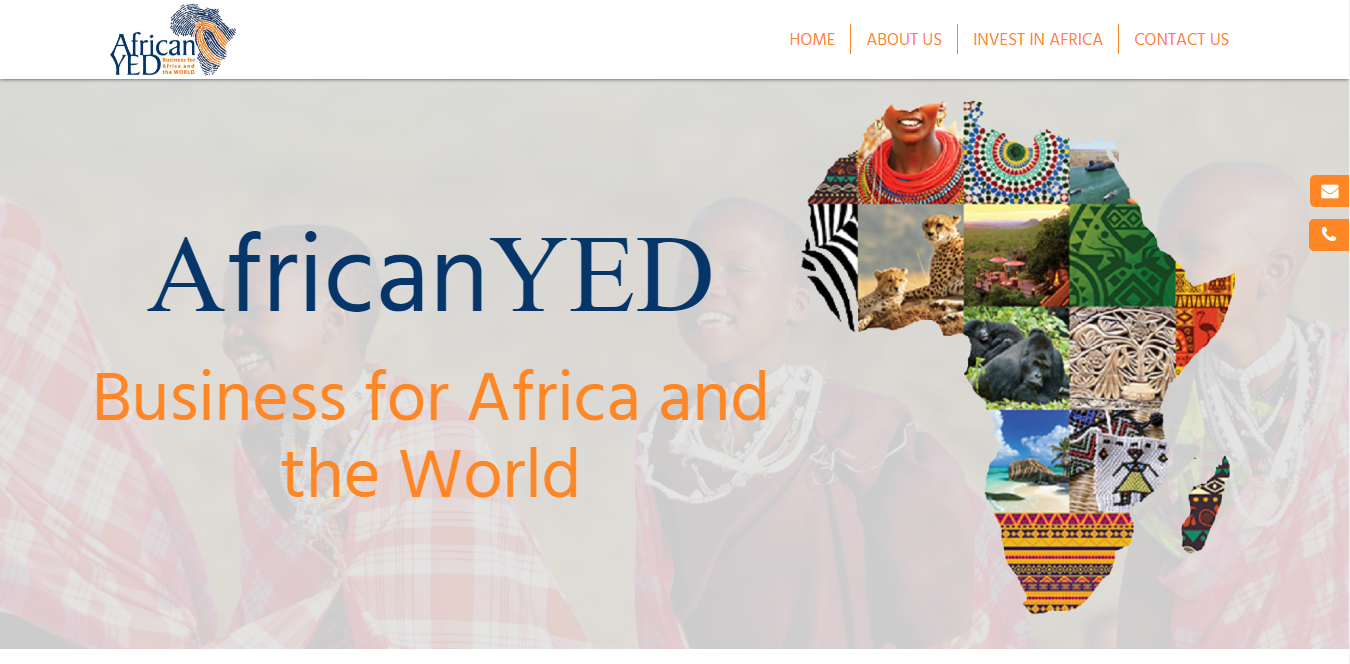 African
YED
Business for
Africa and
the WORLD
HOME
ABOUT US
INVEST IN AFRICA
CONTACT US
AfricanYED
Business for Africa and
the World